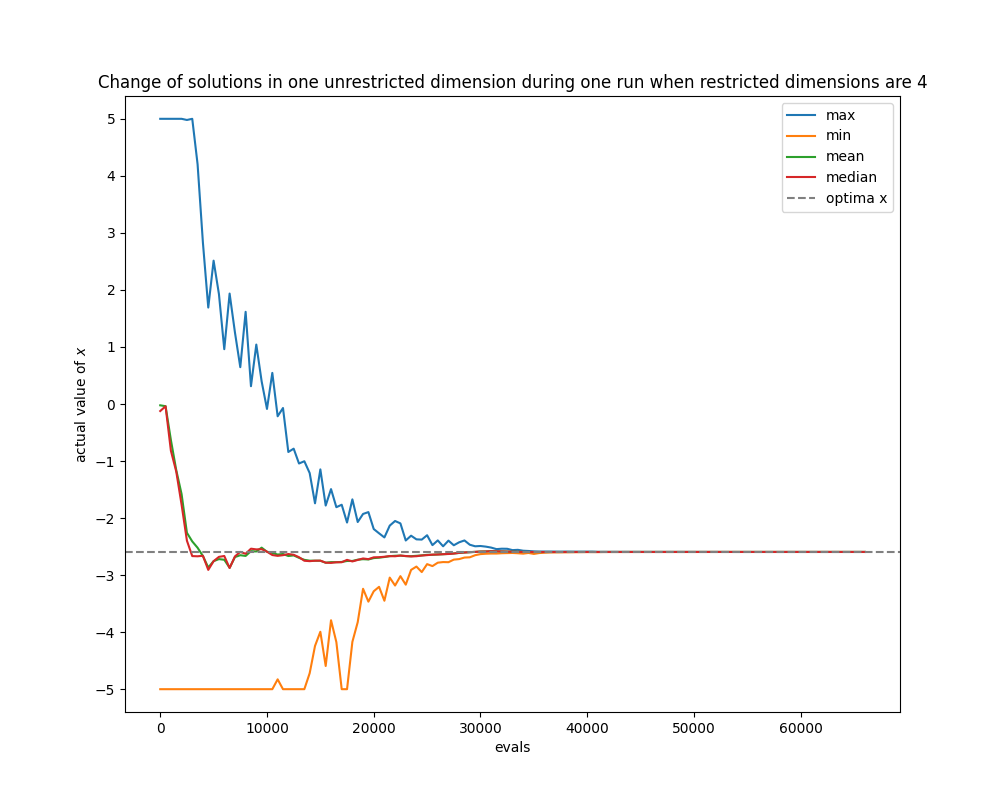 Change of solutions in one unrestricted dimension during one run when restricted dimensions are 4
max
min
mean
median
optima x
5
4
3
2
1
0
−1
−2
−3
−4
−5
actual value of x
0 10000 20000 30000 40000 50000 60000
evals